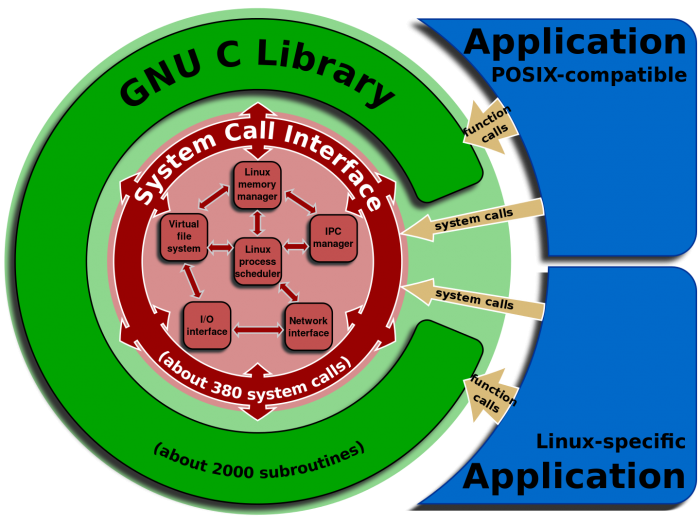 GNU C Library
Application
POSIX-compatible
function
calls
System Call Interface
Linux
memory
manager
Virtual
file
system
IPC
manager
system calls
Linux
process
scheduler
system calls
I/O
interface
Network
interface
(about 380 system calls)
function
calls
(about 2000 subroutines)
Linux-specific
Application